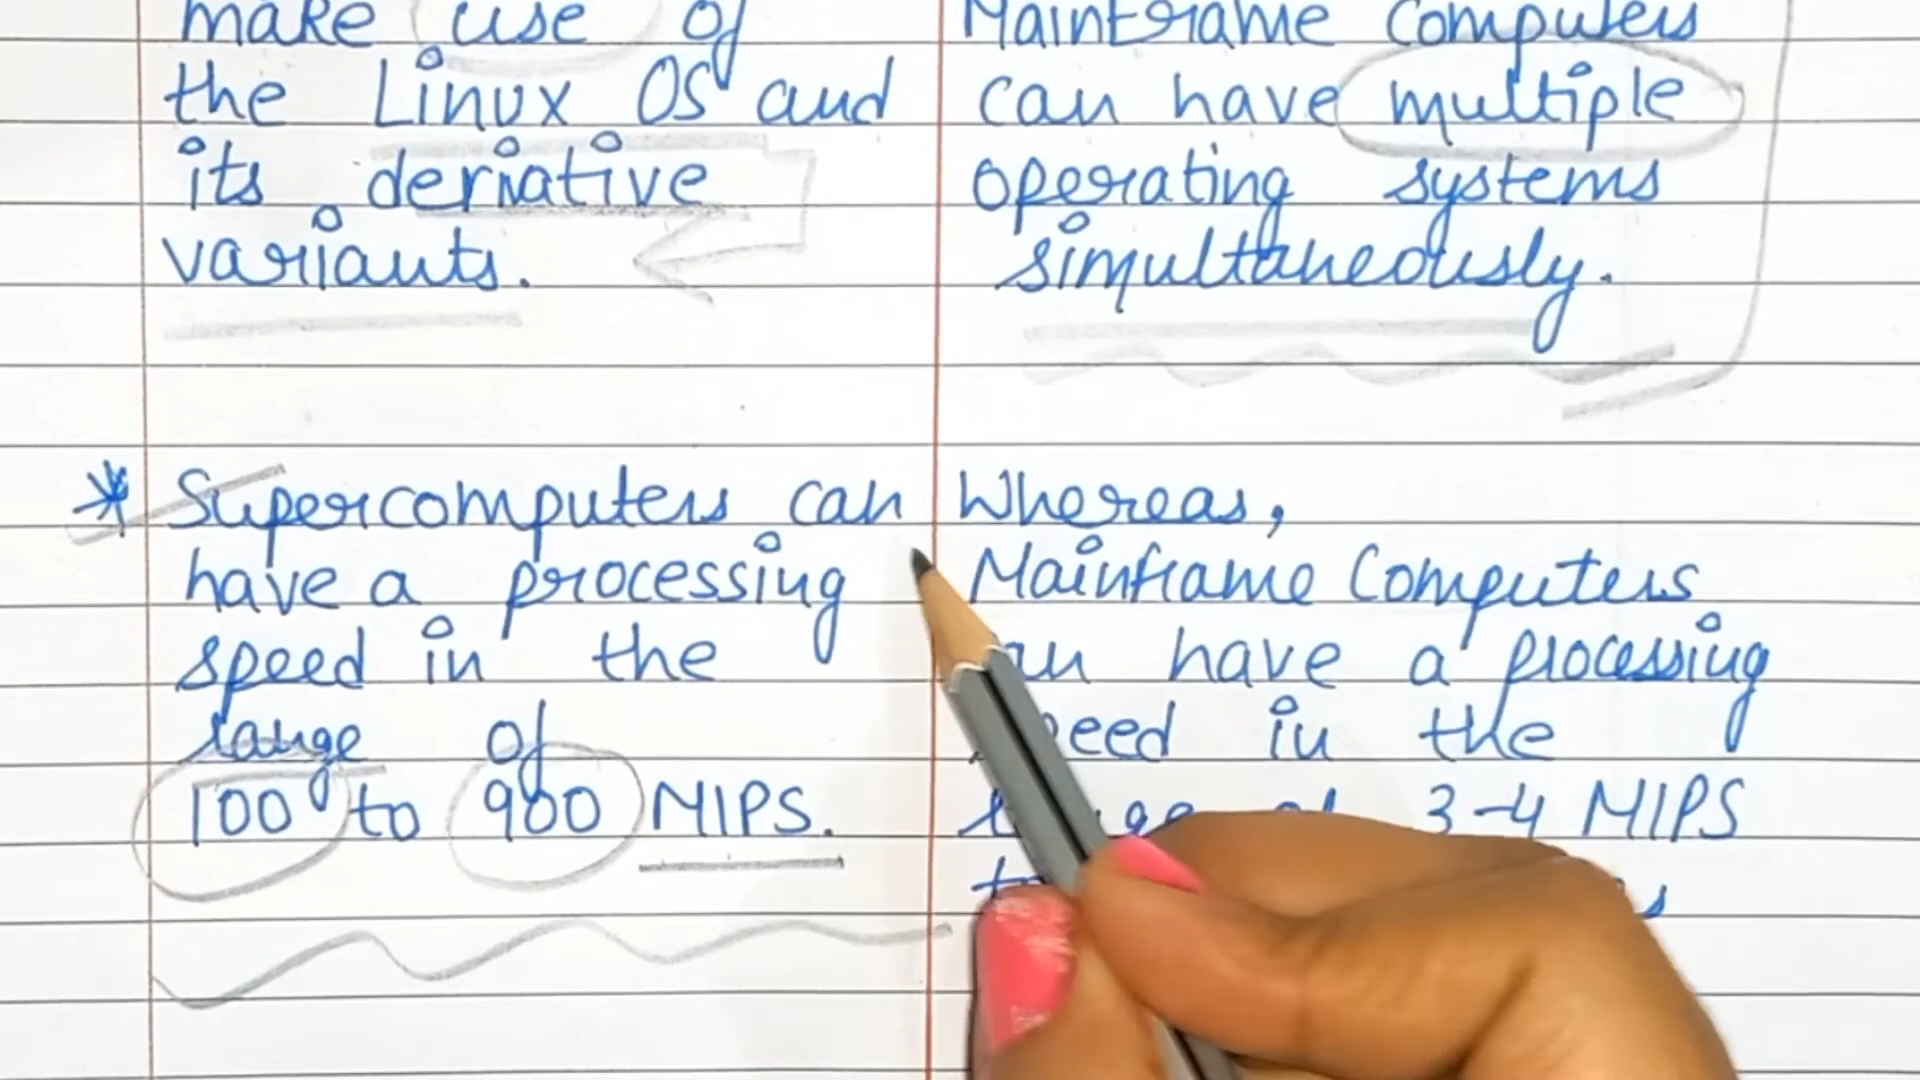 make use of
the Linux OS and
its derivative
variants.
Mainframe Computers
can have multiple
operating systems
simultaneously.
* Supercomputers can
have a processing
speed in the
range of
100 to 900 MIPS.
Whereas,
Mainframe Computers
have a processing
in the
3-4 MIPS